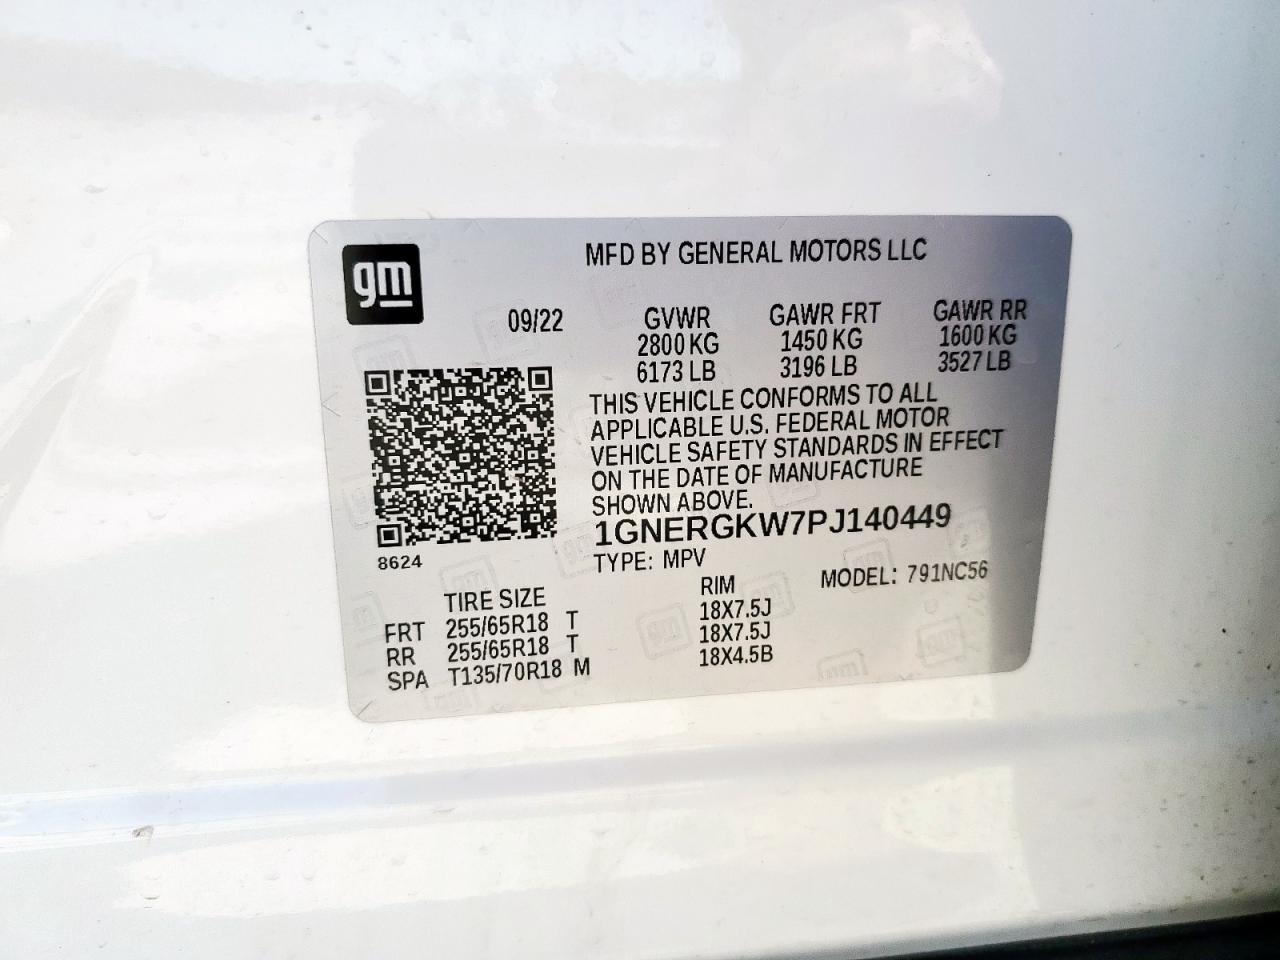 gm
MFD BY GENERAL MOTORS LLC
09/22
GVWR GAWR FRT GAWR RR
2800 KG 1450 KG 1600 KG
6173 LB 3196 LB 3527 LB
THIS VEHICLE CONFORMS TO ALL
APPLICABLE U.S. FEDERAL MOTOR
VEHICLE SAFETY STANDARDS IN EFFECT
ON THE DATE OF MANUFACTURE
SHOWN ABOVE.
1GNERGKW7PJ140449
8624
TYPE: MPV MODEL: 791NC56
TIRE SIZE RIM
FRT 255/65R18 T 18X7.5J
RR 255/65R18 T 18X7.5J
SPA T135/70R18 M 18X4.5B